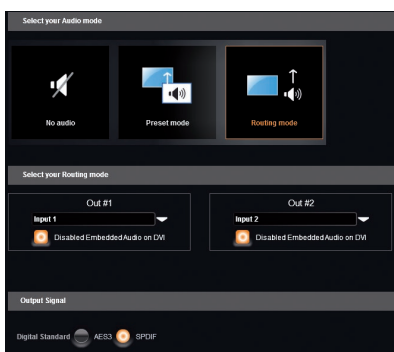 Select your Audio mode
No audio
Preset mode
Routing mode
Select your Routing mode
Out #1
Input 1
Disabled Embedded Audio on DVI
Out #2
Input 2
Disabled Embedded Audio on DVI
Output Signal
Digital Standard AES3 SPDIF